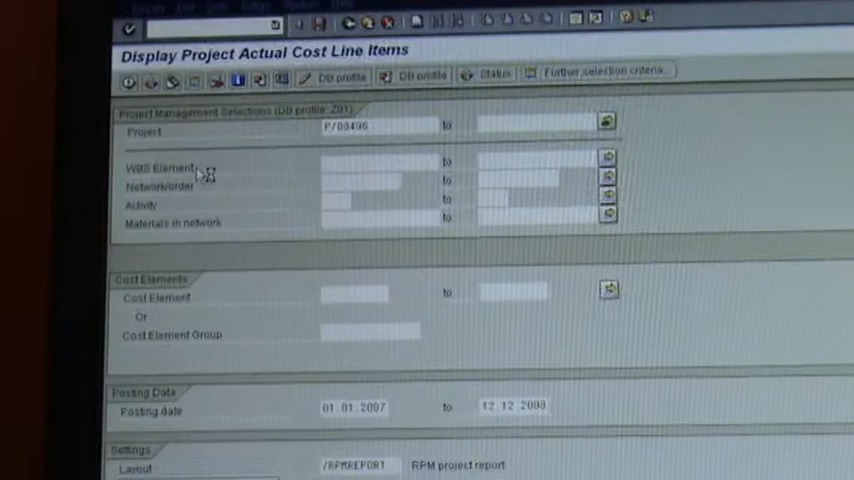 Display Project Actual Cost Line Items
DB profile DB profile Status Further selection criteria...
Project Management Selections (DB profile: Z01)
Project P/00496 to
WBS Element to
Network/order to
Activity to
Materials in network to
Cost Elements
Cost Element to
Or
Cost Element Group
Posting Data
Posting date 01.01.2007 to 12.12.2008
Settings
Layout /RPMREPORT RPM project report